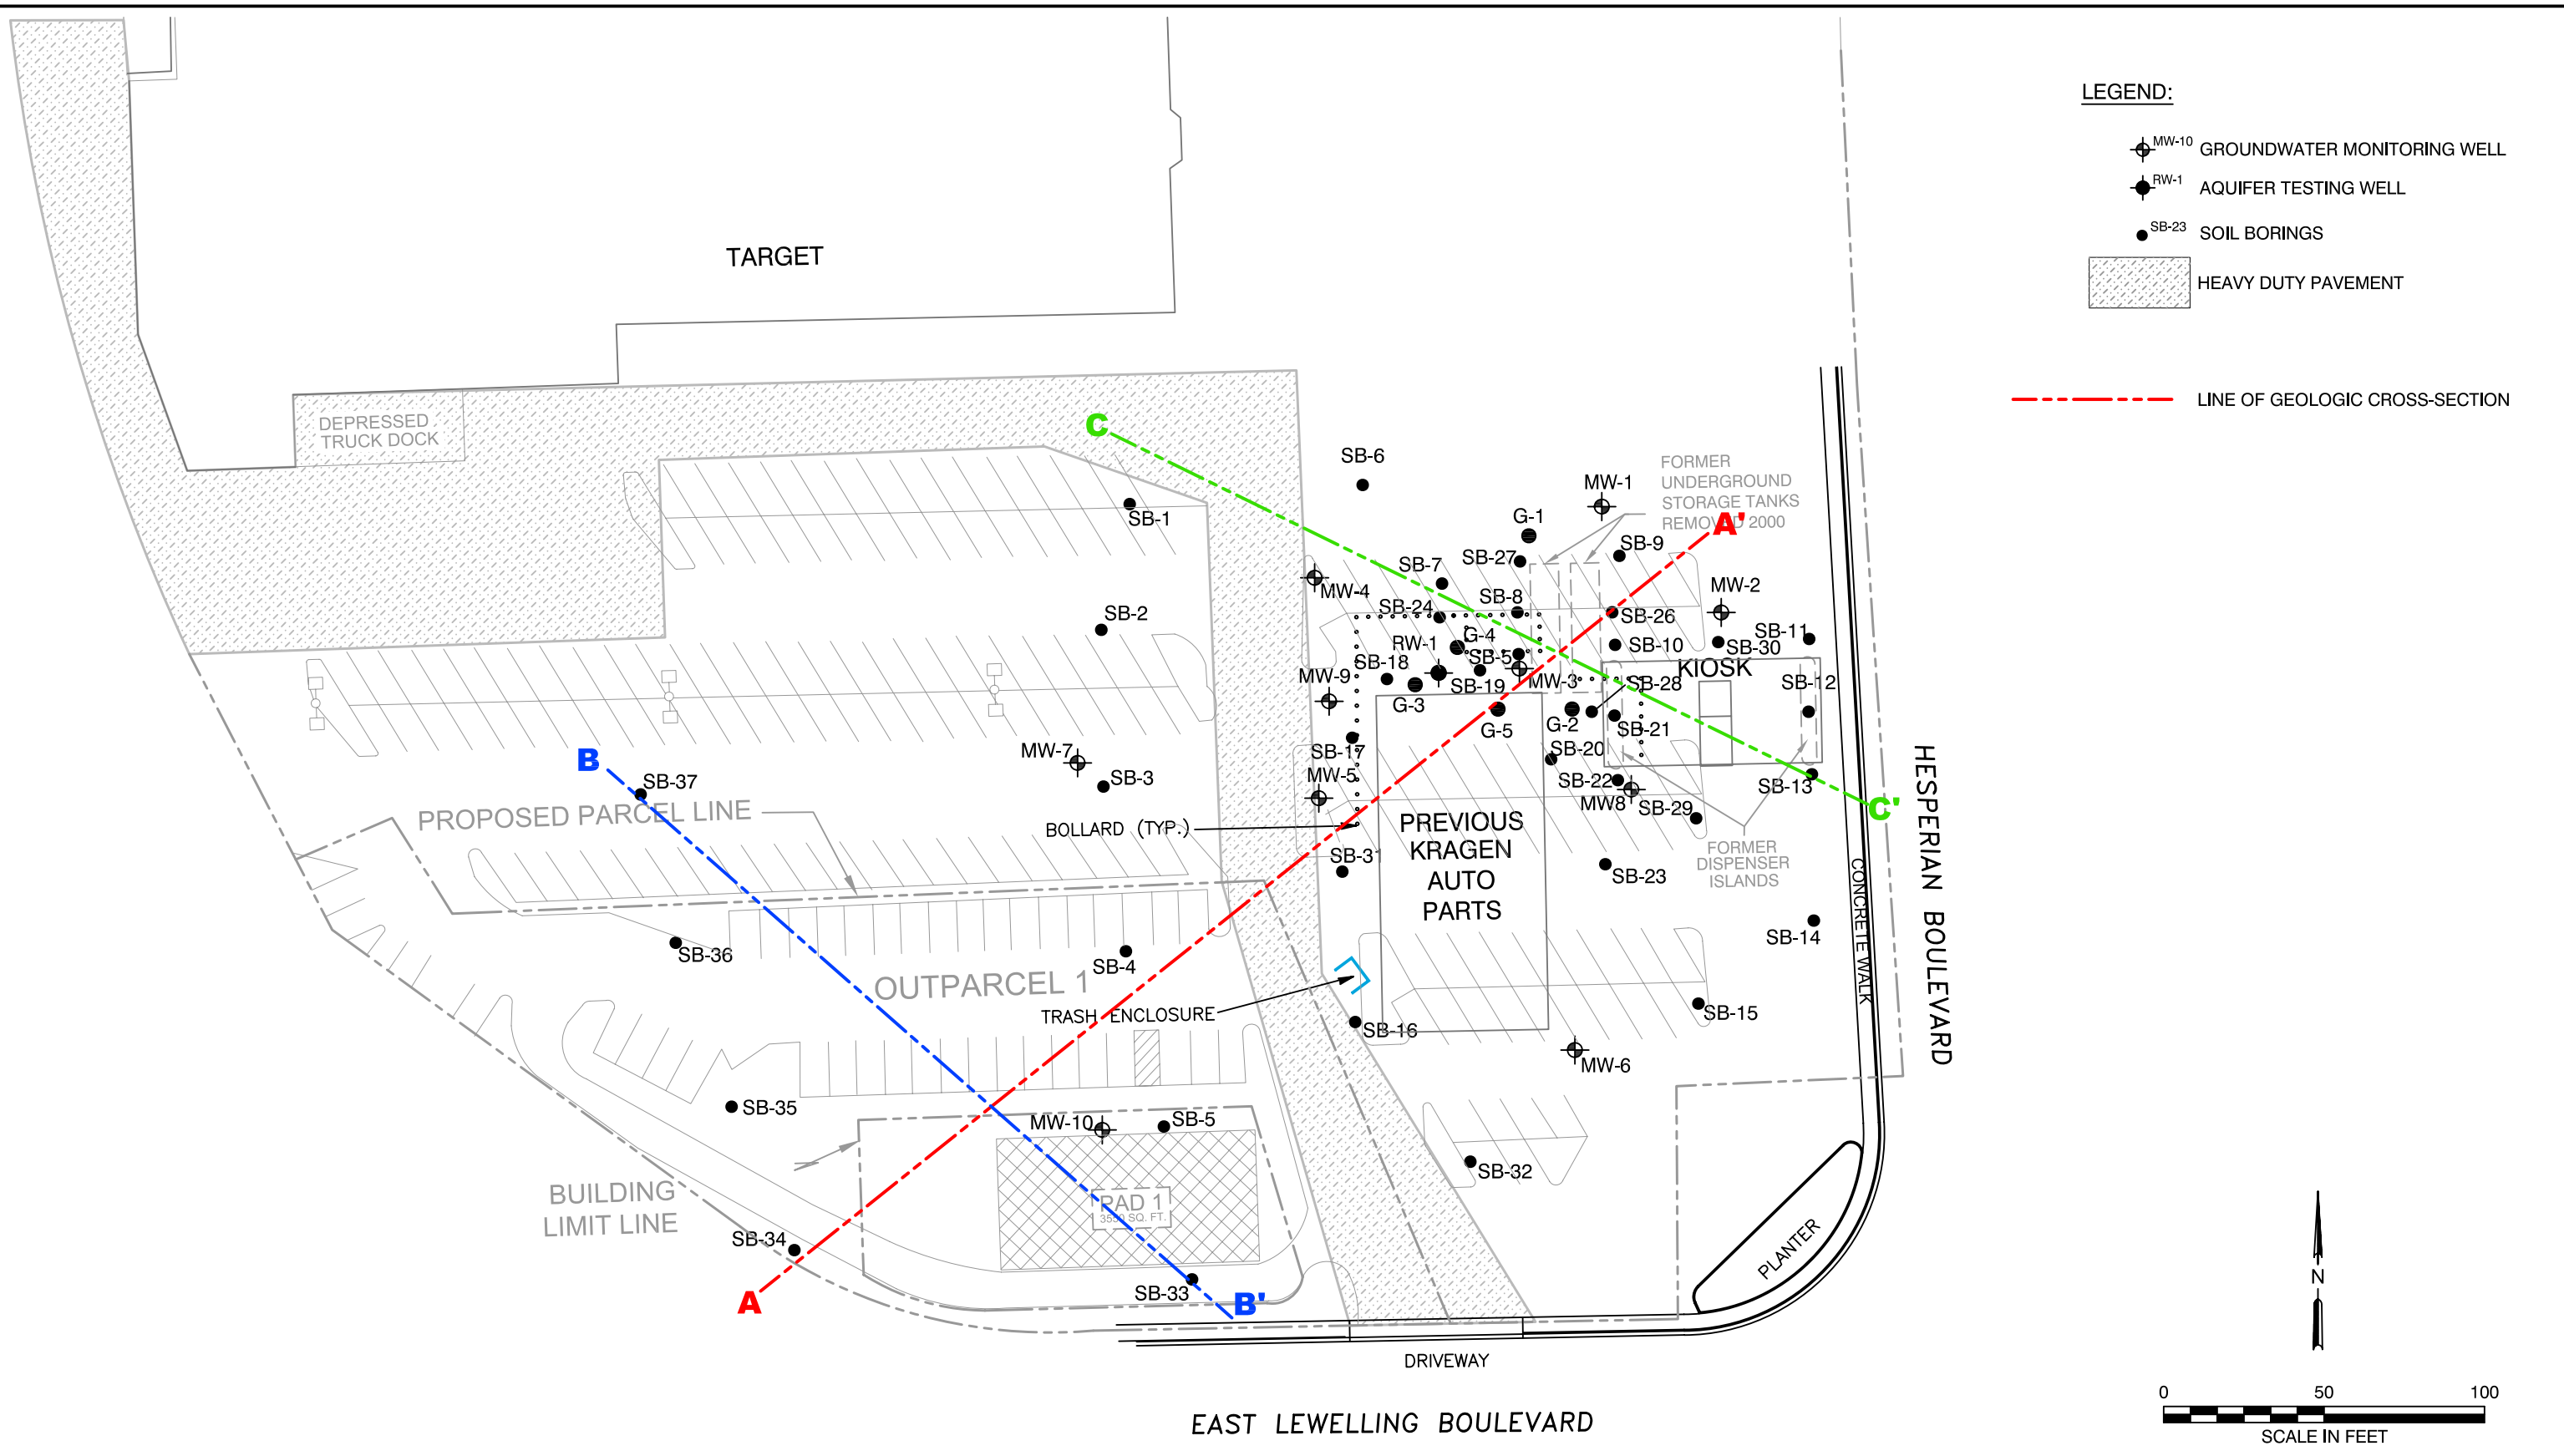 LEGEND:
MW-10 GROUNDWATER MONITORING WELL
RW-1 AQUIFER TESTING WELL
SB-23 SOIL BORINGS
HEAVY DUTY PAVEMENT
LINE OF GEOLOGIC CROSS-SECTION
TARGET
DEPRESSED
TRUCK DOCK
C
SB-6
FORMER
UNDERGROUND
STORAGE TANKS
REMOVED 2000
MW-1
SB-1
G-1
A'
SB-27
SB-9
SB-7
MW-4
MW-2
SB-24
SB-8
SB-2
SB-26
SB-11
RW-1
G-4
SB-10
SB-30
SB-18
SB-5
KIOSK
MW-9
SB-19
MW-3
SB-28
SB-12
G-3
G-5
G-2
SB-21
MW-7
SB-17
SB-20
B
SB-37
SB-3
MW-5
SB-22
SB-13
MW8
SB-29
C'
PROPOSED PARCEL LINE
BOLLARD (TYP.)
PREVIOUS
KRAGEN
AUTO
PARTS
SB-31
FORMER
DISPENSER
ISLANDS
SB-23
HESPERIAN BOULEVARD
CONCRETE WALK
SB-36
SB-4
SB-14
OUTPARCEL 1
TRASH ENCLOSURE
SB-16
SB-15
MW-6
SB-35
MW-10
SB-5
SB-32
BUILDING
LIMIT LINE
PAD 1
SB-34
SB-33
A
B'
PLANTER
DRIVEWAY
EAST LEWELLING BOULEVARD
N
0 50 100
SCALE IN FEET